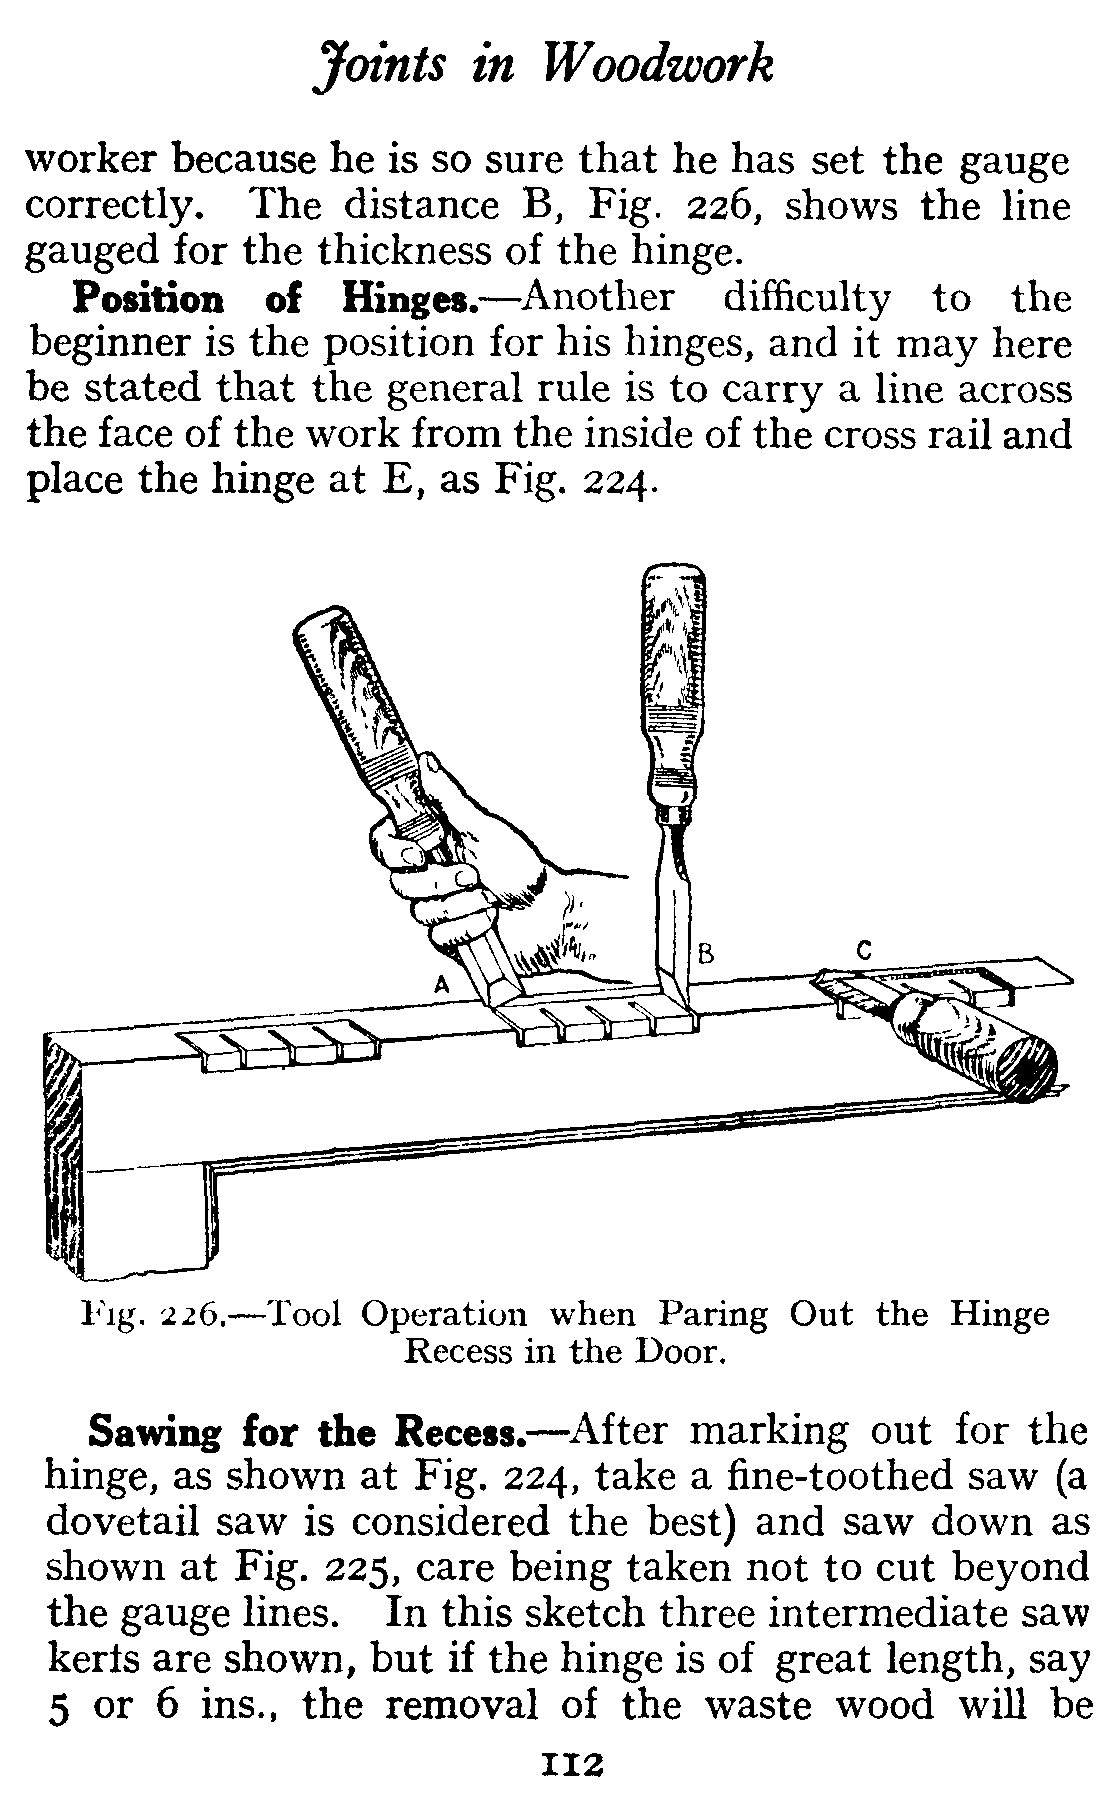 Joints in Woodwork
worker because he is so sure that he has set the gauge
correctly. The distance B, Fig. 226, shows the line
gauged for the thickness of the hinge.
Position of Hinges.—Another difficulty to the
beginner is the position for his hinges, and it may here
be stated that the general rule is to carry a line across
the face of the work from the inside of the cross rail and
place the hinge at E, as Fig. 224.
A
B
C
Fig. 226.—Tool Operation when Paring Out the Hinge
Recess in the Door.
Sawing for the Recess.—After marking out for the
hinge, as shown at Fig. 224, take a fine-toothed saw (a
dovetail saw is considered the best) and saw down as
shown at Fig. 225, care being taken not to cut beyond
the gauge lines. In this sketch three intermediate saw
kerfs are shown, but if the hinge is of great length, say
5 or 6 ins., the removal of the waste wood will be
112